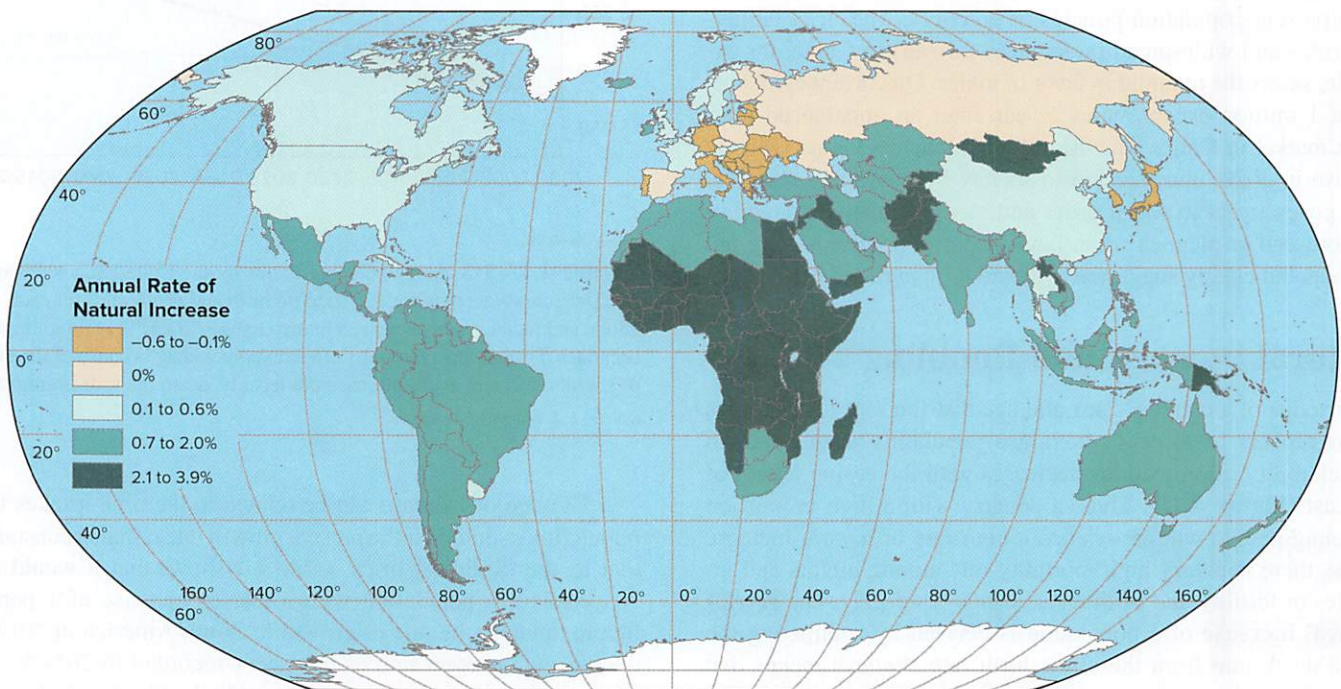 80°
60°
40°
20°
Annual Rate of
Natural Increase
–0.6 to –0.1%
0%
0.1 to 0.6%
0.7 to 2.0%
2.1 to 3.9%
0°
20°
40°
60°
160 140 120 100 80° 60° 40° 20° 0° 20° 40° 60° 80° 100 120 140 160°